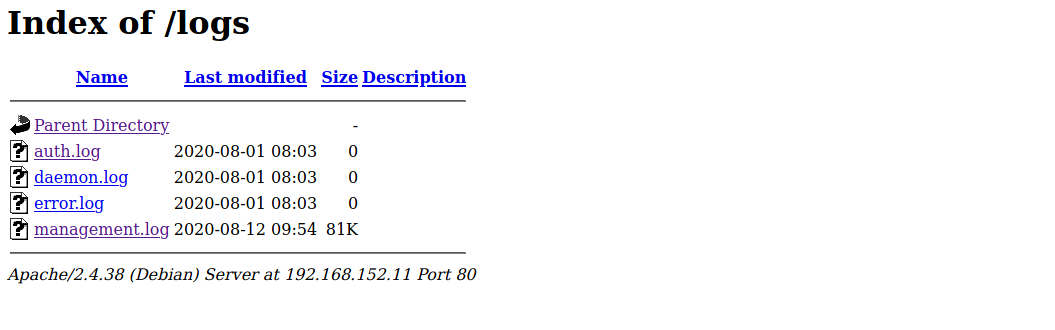 Index of /logs
Name Last modified Size Description
Parent Directory -
auth.log 2020-08-01 08:03 0
daemon.log 2020-08-01 08:03 0
error.log 2020-08-01 08:03 0
management.log 2020-08-12 09:54 81K
Apache/2.4.38 (Debian) Server at 192.168.152.11 Port 80